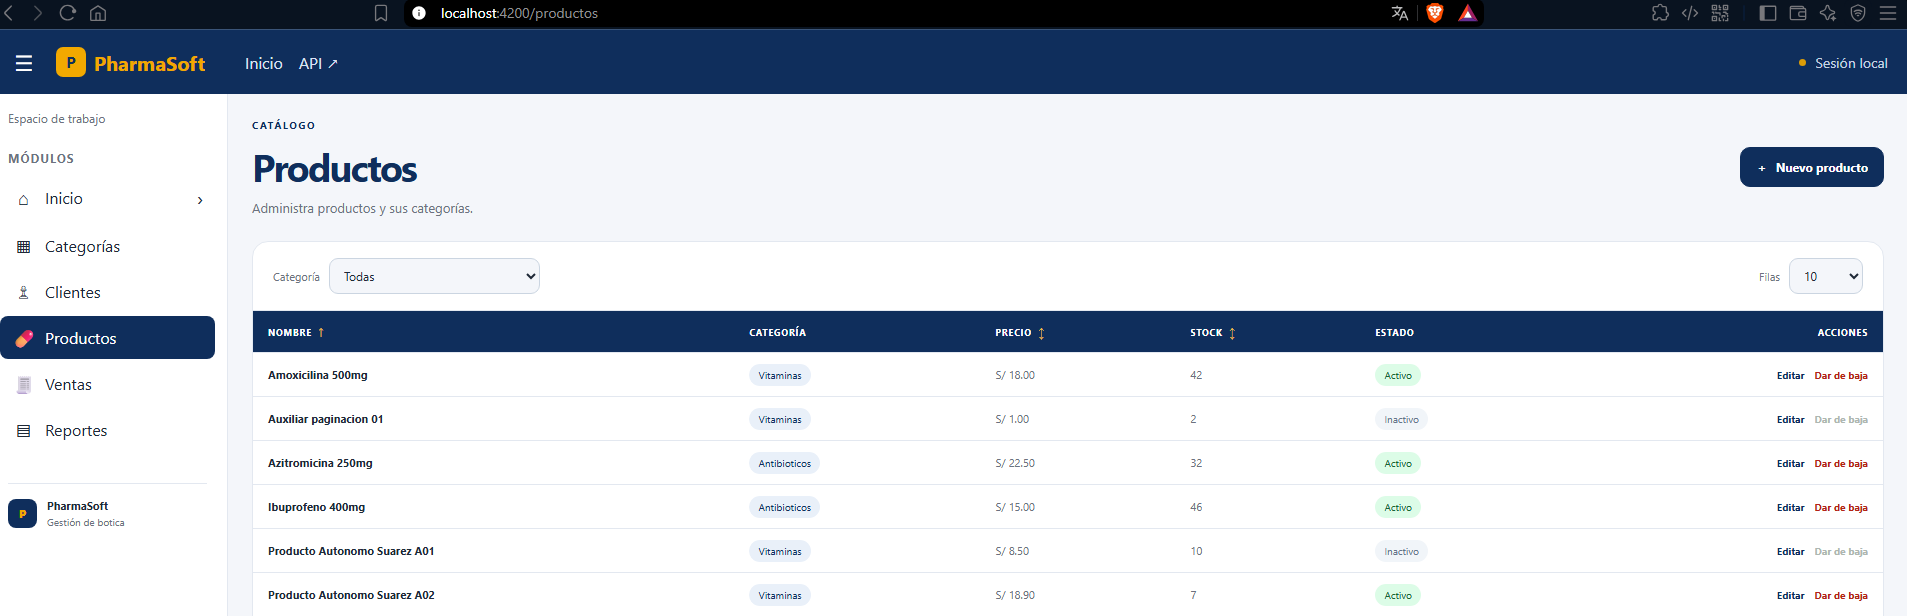 localhost:4200/productos
P PharmaSoft Inicio API ↗ Sesión local
Espacio de trabajo
MÓDULOS
Inicio
Categorías
Clientes
Productos
Ventas
Reportes
P PharmaSoft
Gestión de botica
CATÁLOGO
Productos
+ Nuevo producto
Administra productos y sus categorías.
Categoría Todas Filas 10
NOMBRE ↑ CATEGORÍA PRECIO ↕ STOCK ↕ ESTADO ACCIONES
Amoxicilina 500mg Vitaminas S/ 18.00 42 Activo Editar Dar de baja
Auxiliar paginacion 01 Vitaminas S/ 1.00 2 Inactivo Editar Dar de baja
Azitromicina 250mg Antibioticos S/ 22.50 32 Activo Editar Dar de baja
Ibuprofeno 400mg Antibioticos S/ 15.00 46 Activo Editar Dar de baja
Producto Autonomo Suarez A01 Vitaminas S/ 8.50 10 Inactivo Editar Dar de baja
Producto Autonomo Suarez A02 Vitaminas S/ 18.90 7 Activo Editar Dar de baja